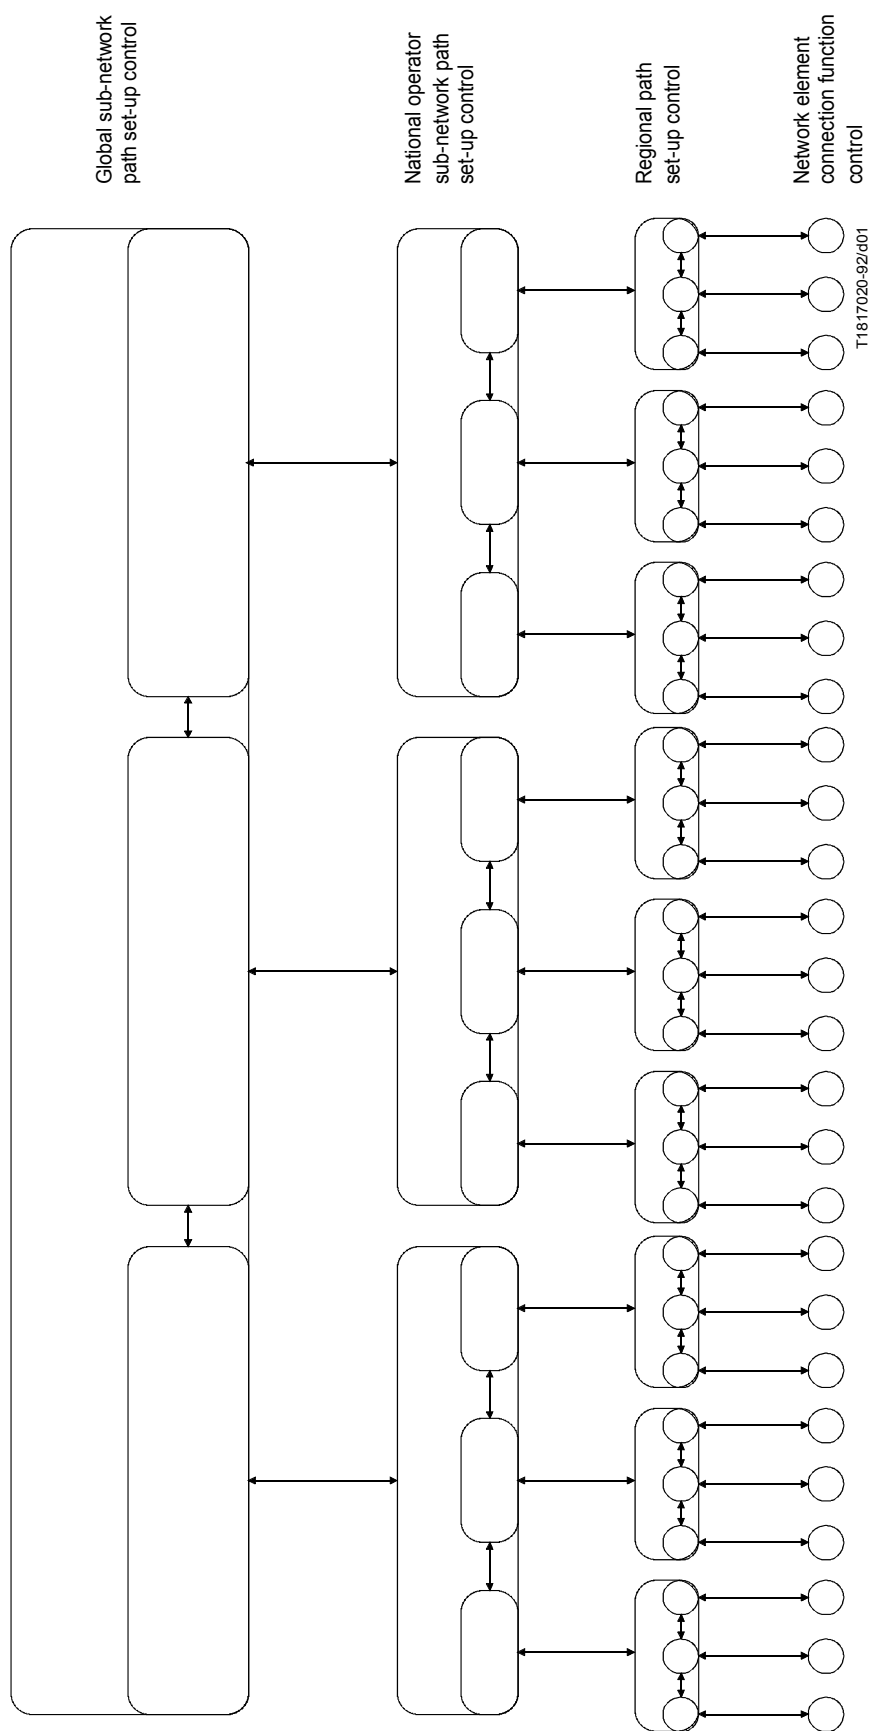 Global sub-network
path set-up control
National operator
sub-network path
set-up control
Regional path
set-up control
Network element
connection function
control
T1817020-92/d01